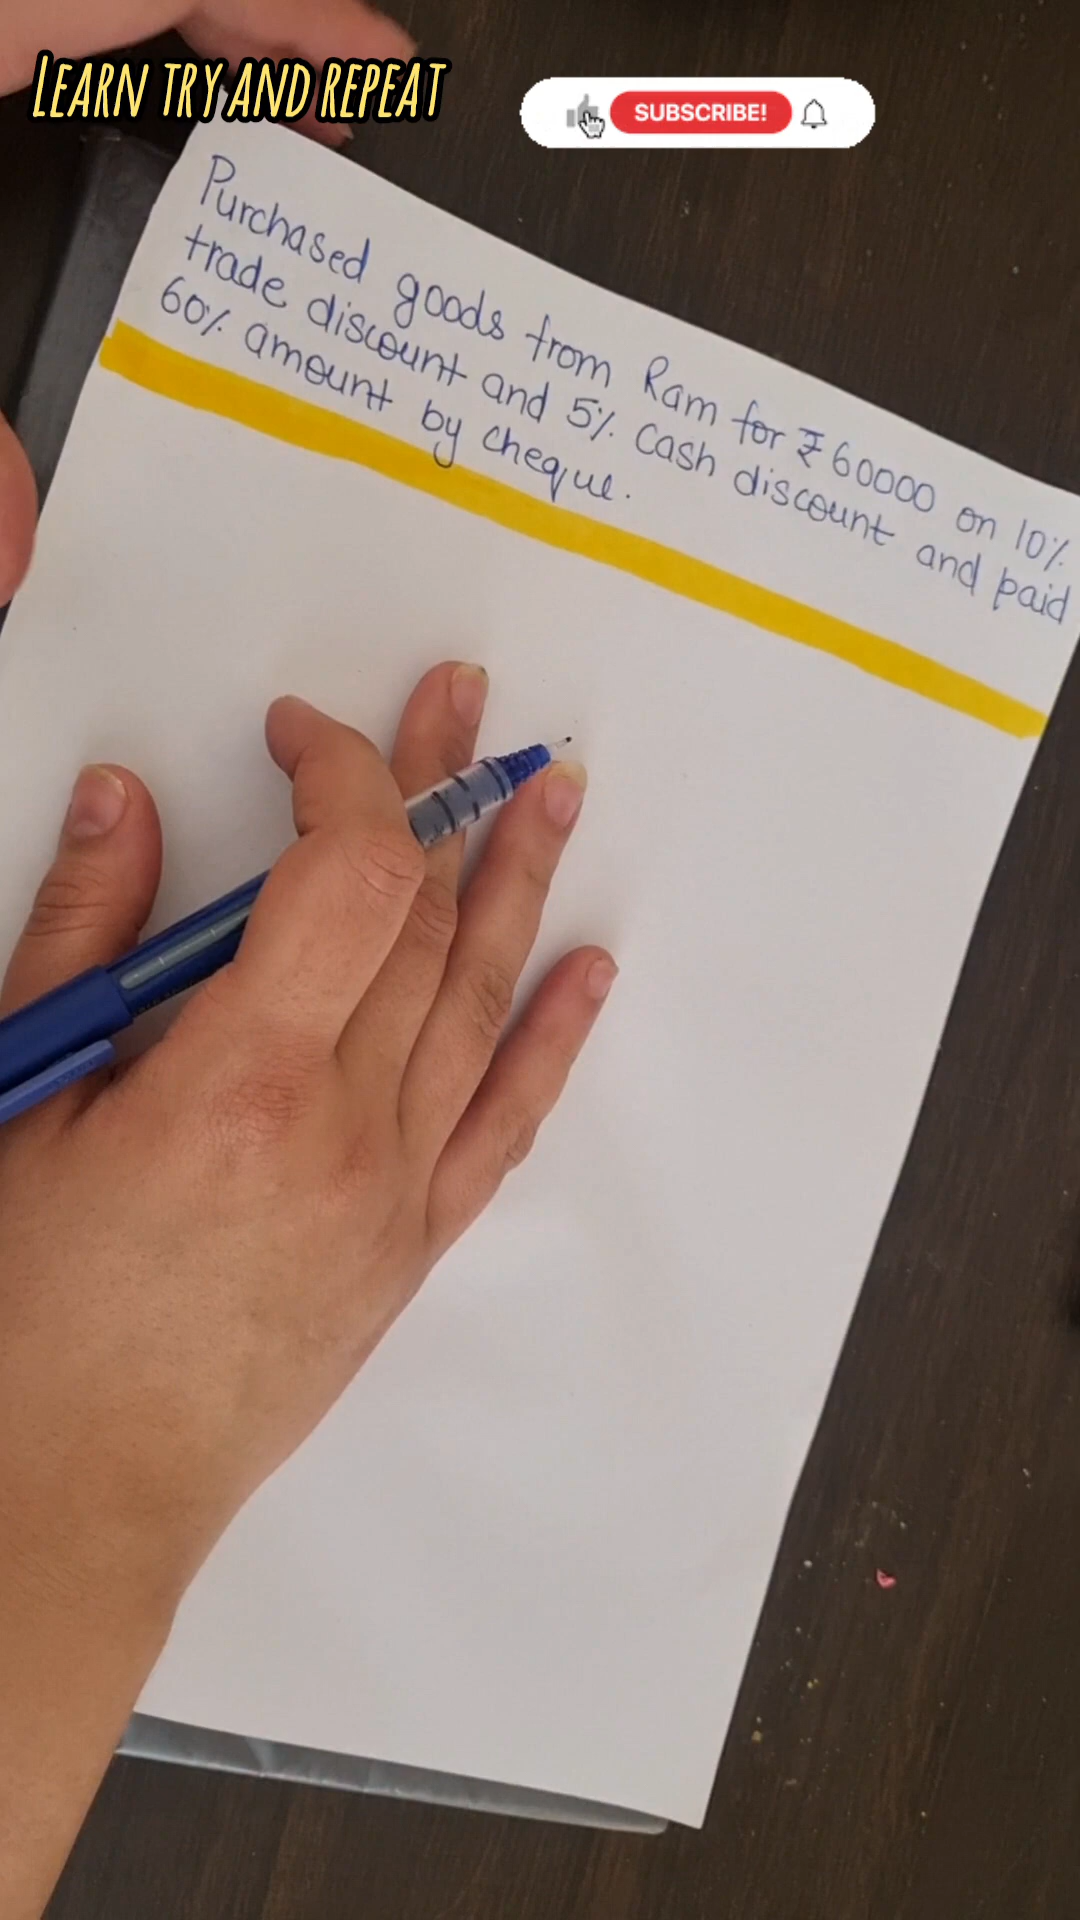 LEARN TRY AND REPEAT
SUBSCRIBE!
Purchased goods from Ram for ₹60000 on 10%
trade discount and 5% cash discount and paid
60% amount by cheque.